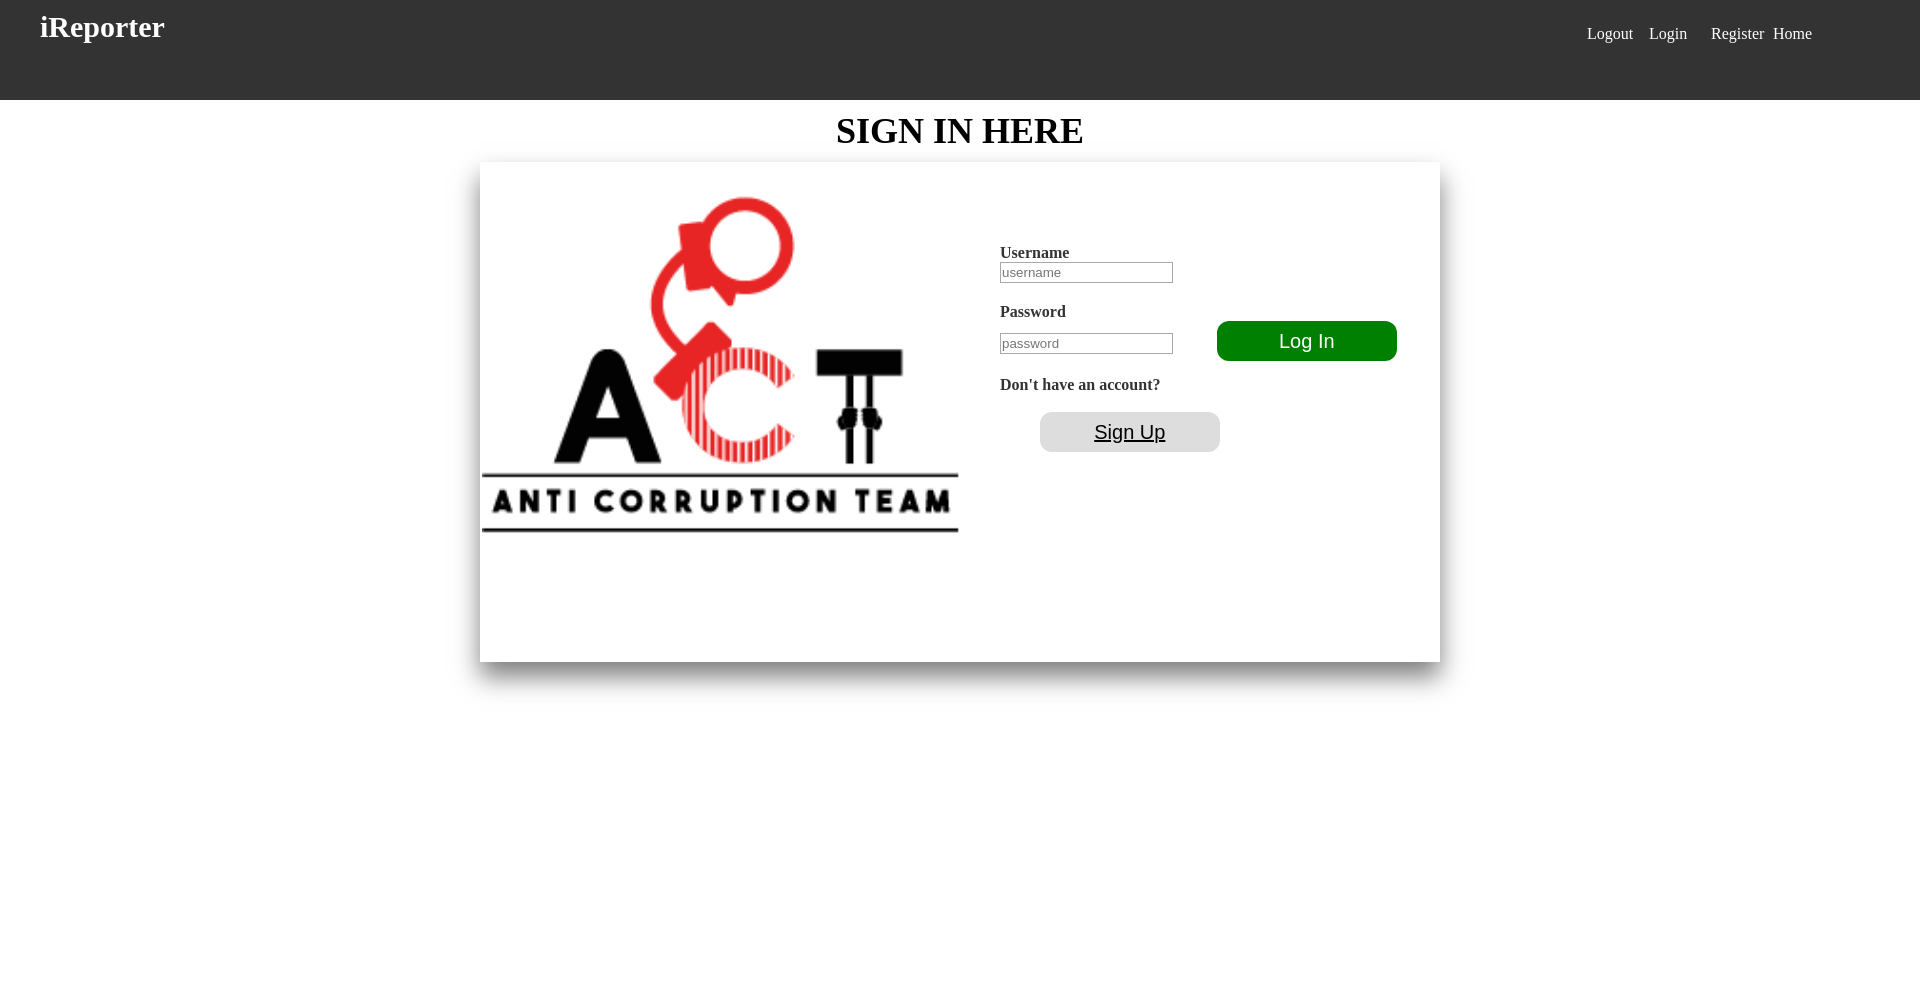 iReporter
Logout Login Register Home
SIGN IN HERE
ACT
ANTI CORRUPTION TEAM
Username
username
Password
password
Log In
Don't have an account?
Sign Up